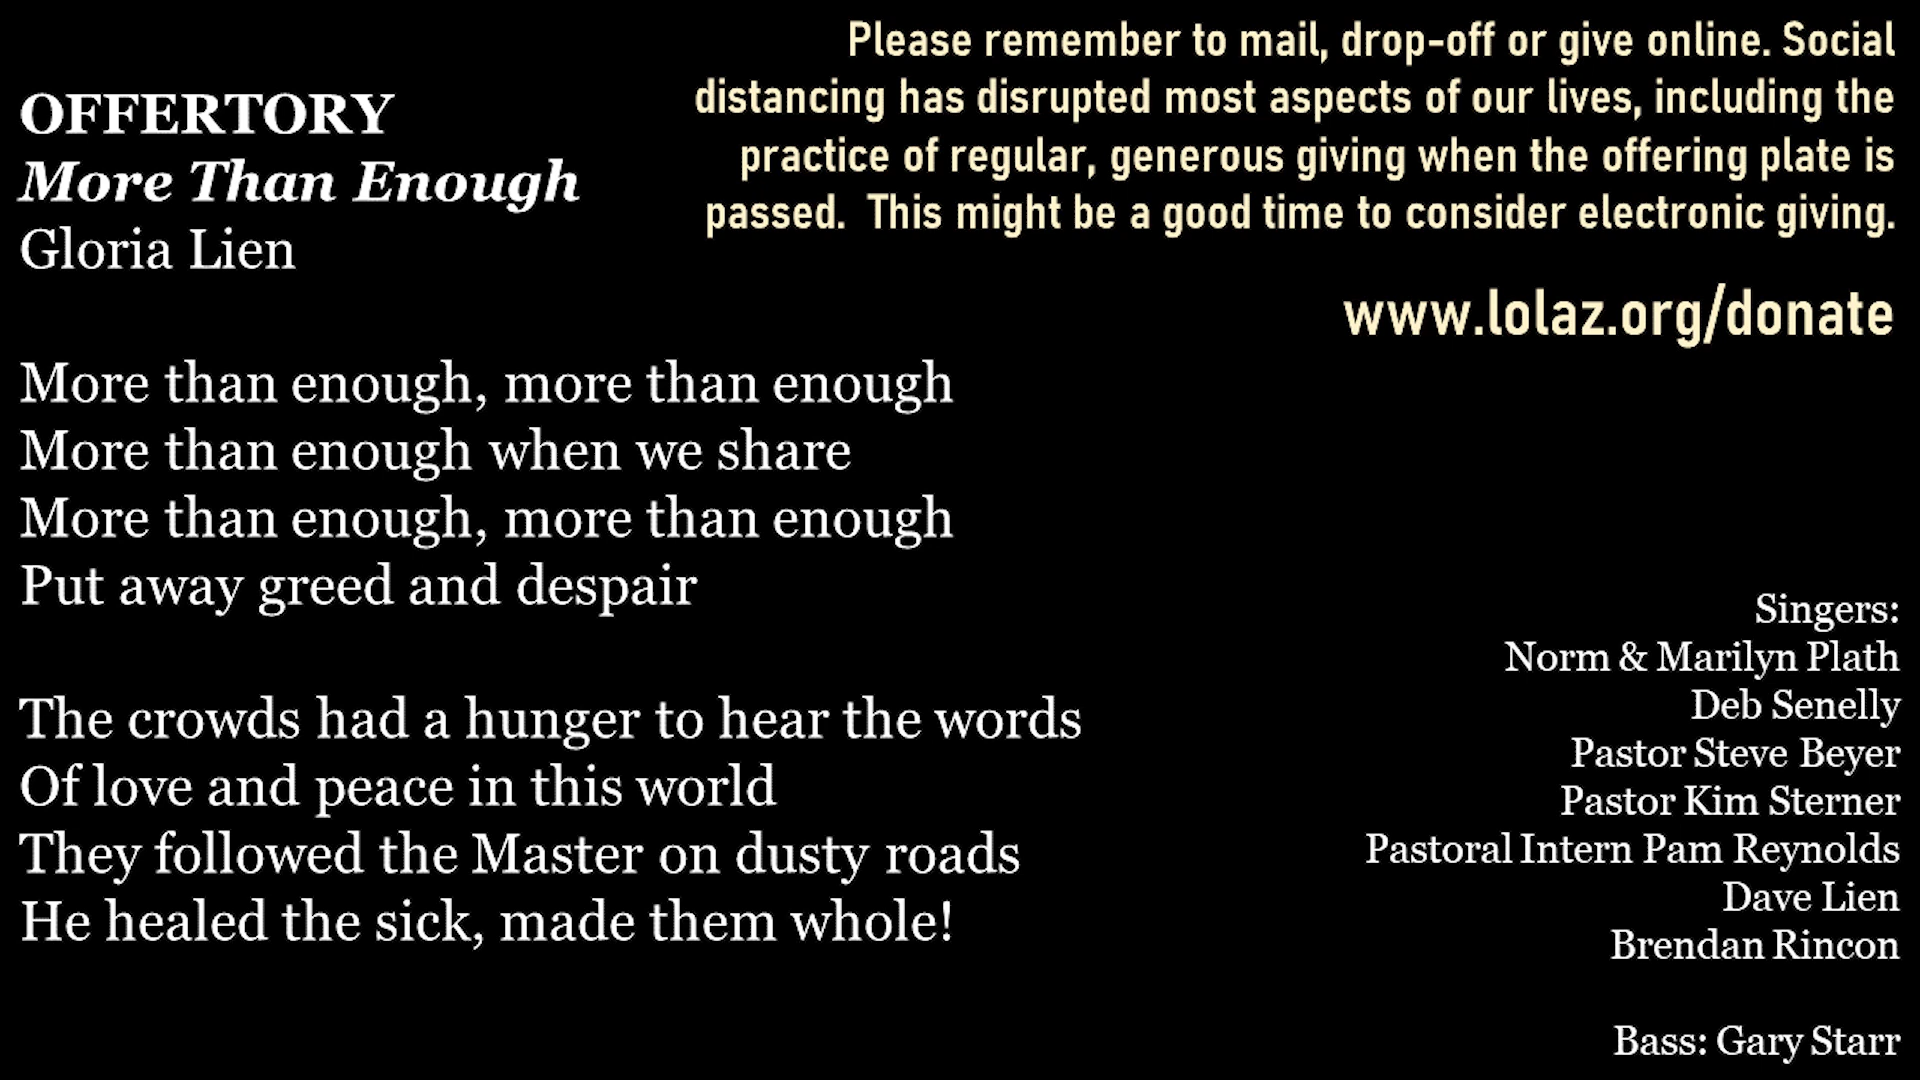 OFFERTORY
More Than Enough
Gloria Lien
Please remember to mail, drop-off or give online. Social
distancing has disrupted most aspects of our lives, including the
practice of regular, generous giving when the offering plate is
passed.  This might be a good time to consider electronic giving.
www.lolaz.org/donate
More than enough, more than enough
More than enough when we share
More than enough, more than enough
Put away greed and despair
The crowds had a hunger to hear the words
Of love and peace in this world
They followed the Master on dusty roads
He healed the sick, made them whole!
Singers:
Norm & Marilyn Plath
Deb Senelly
Pastor Steve Beyer
Pastor Kim Sterner
Pastoral Intern Pam Reynolds
Dave Lien
Brendan Rincon
Bass: Gary Starr